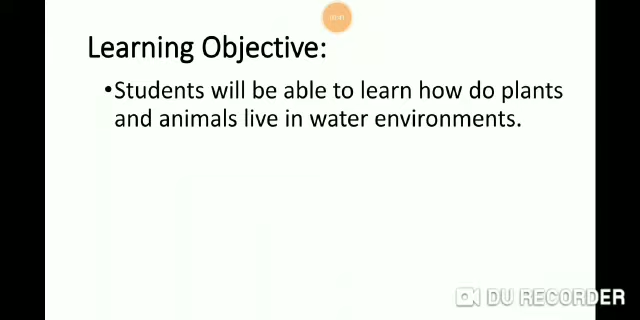 Learning Objective:
•Students will be able to learn how do plants
and animals live in water environments.
DU RECORDER